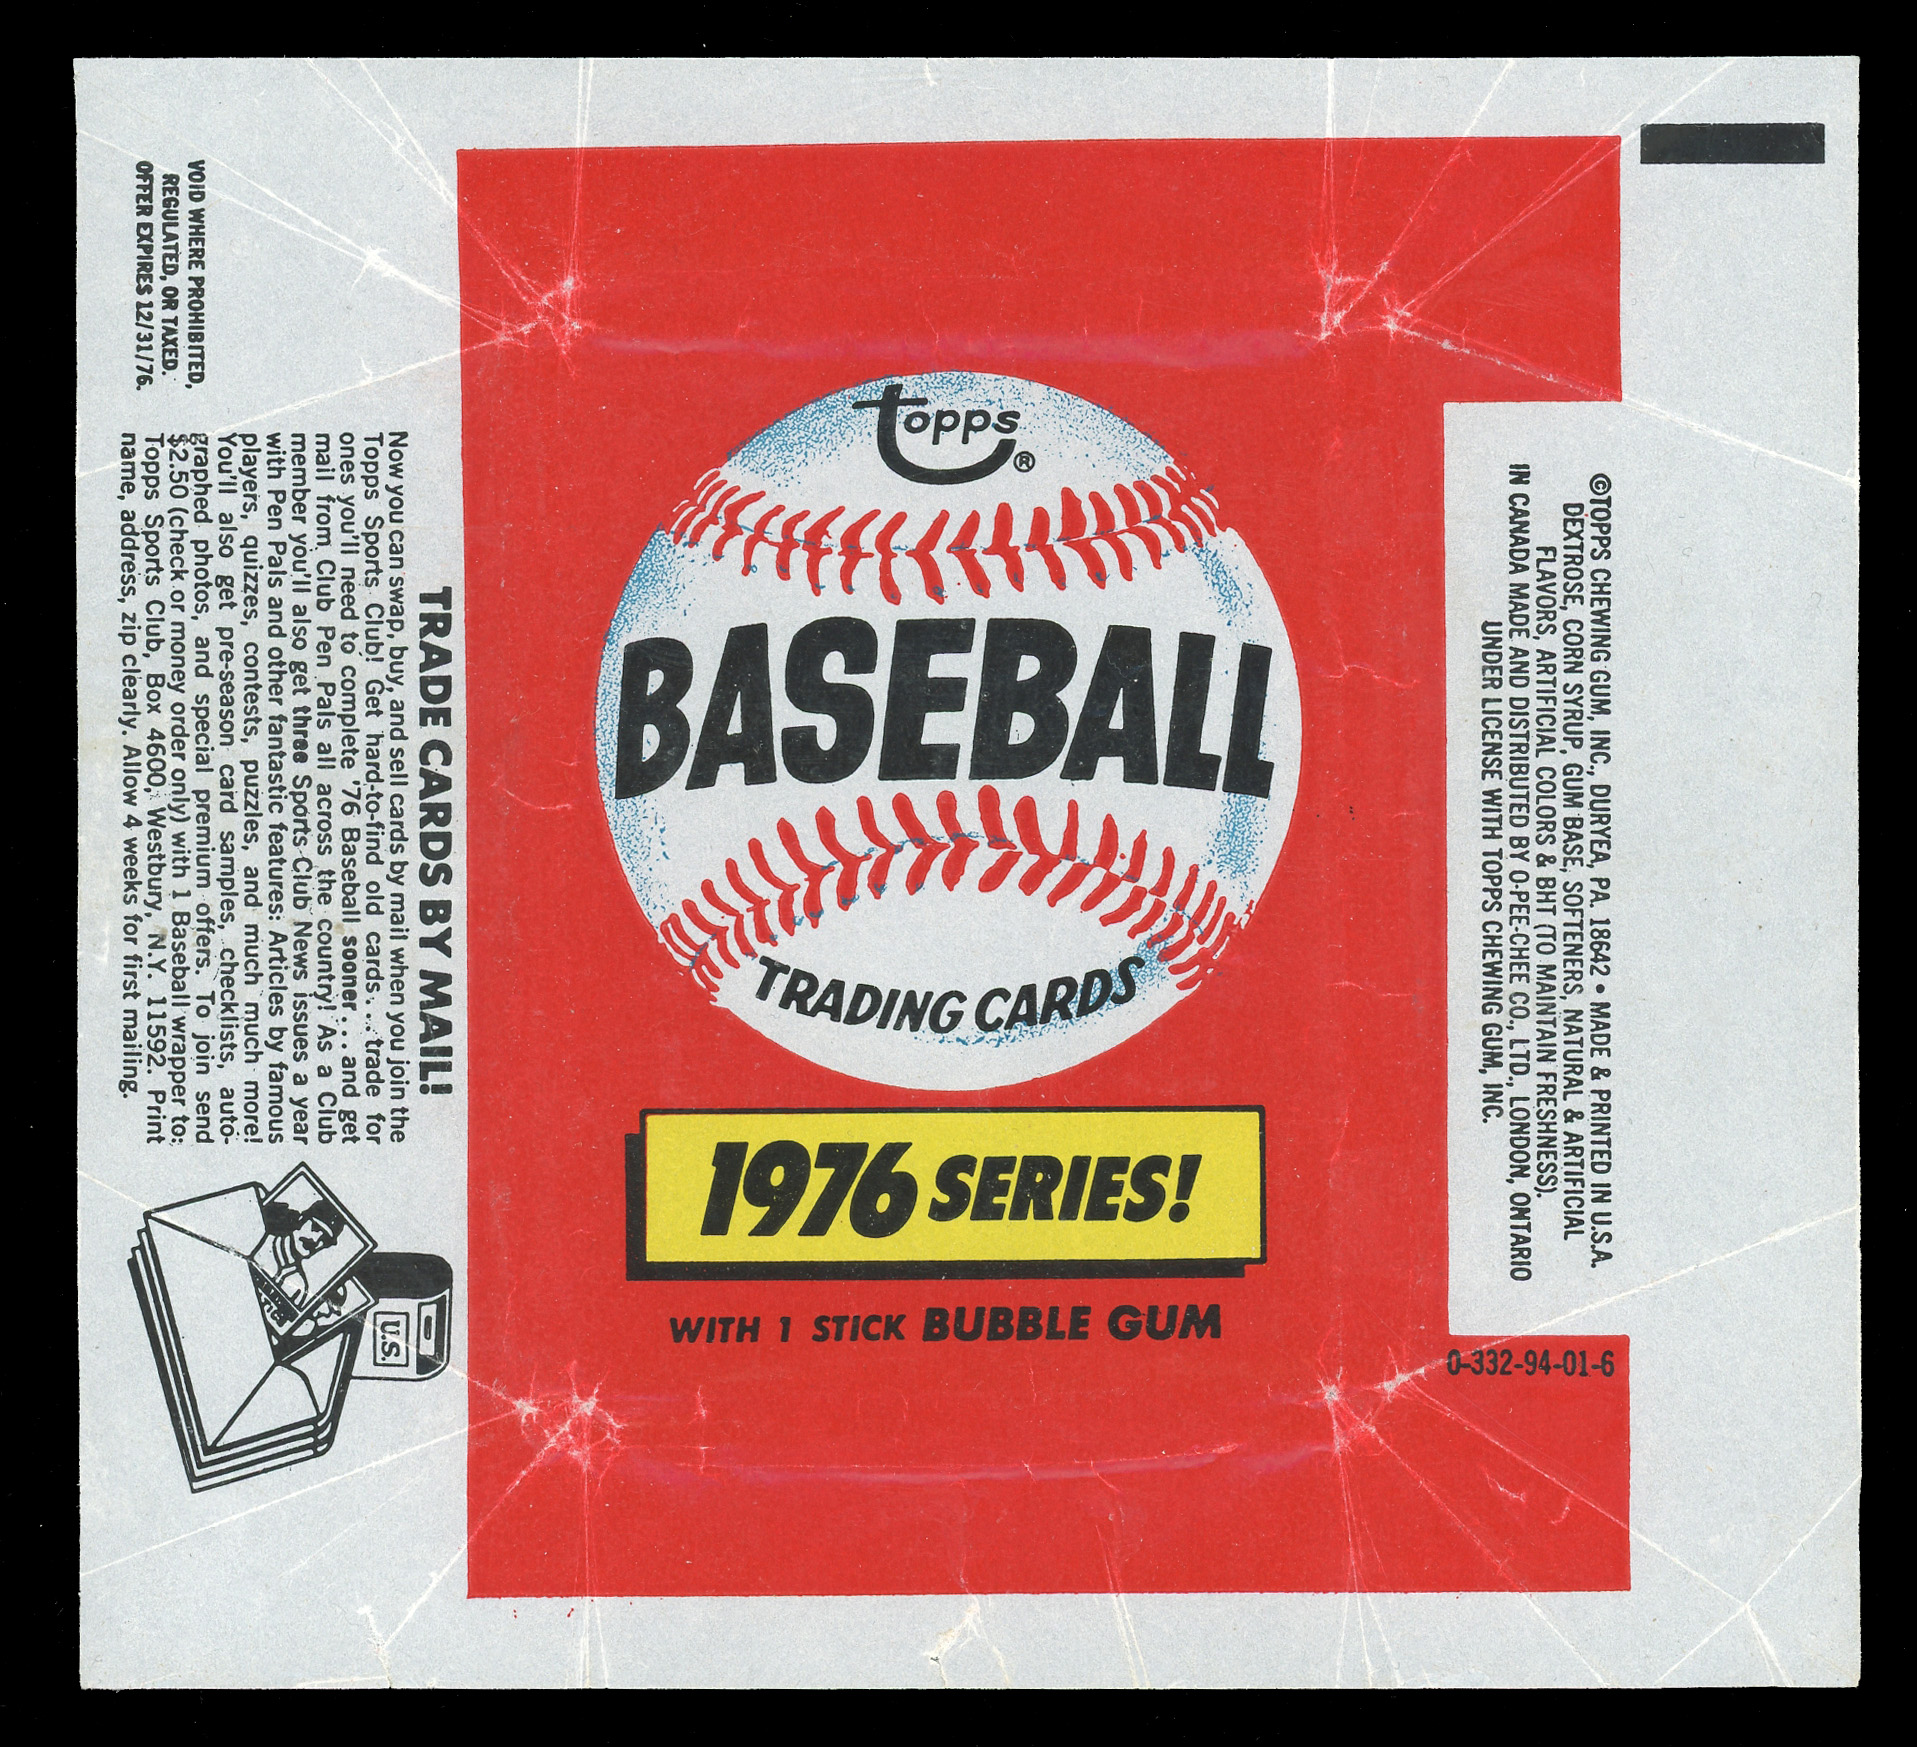 topps®
BASEBALL
TRADING CARDS
1976 SERIES!
WITH 1 STICK BUBBLE GUM
0-332-94-01-6
©TOPPS CHEWING GUM, INC., DURYEA, PA. 18642 • MADE & PRINTED IN U.S.A.
DEXTROSE, CORN SYRUP, GUM BASE, SOFTENERS, NATURAL & ARTIFICIAL
FLAVORS, ARTIFICIAL COLORS & BHT (TO MAINTAIN FRESHNESS).
IN CANADA MADE AND DISTRIBUTED BY O-PEE-CHEE CO., LTD., LONDON, ONTARIO
UNDER LICENSE WITH TOPPS CHEWING GUM, INC.
TRADE CARDS BY MAIL!
Now you can swap, buy, and sell cards by mail when you join the
Topps Sports Club! Get hard-to-find old cards... trade for
ones you'll need to complete '76 Baseball sooner... and get
mail from Club Pen Pals all across the country! As a Club
member you'll also get three Sports Club News issues a year
with Pen Pals and other fantastic features: Articles by famous
players, quizzes, contests, puzzles, and much much more!
You'll also get pre-season card samples, checklists, auto-
graphed photos, and special premium offers. To join send
$2.50 (check or money order only) with 1 Baseball wrapper to:
Topps Sports Club, Box 4600, Westbury, N.Y. 11592. Print
name, address, zip clearly. Allow 4 weeks for first mailing.
VOID WHERE PROHIBITED,
REGULATED, OR TAXED.
OFFER EXPIRES 12/31/76.
U.S.